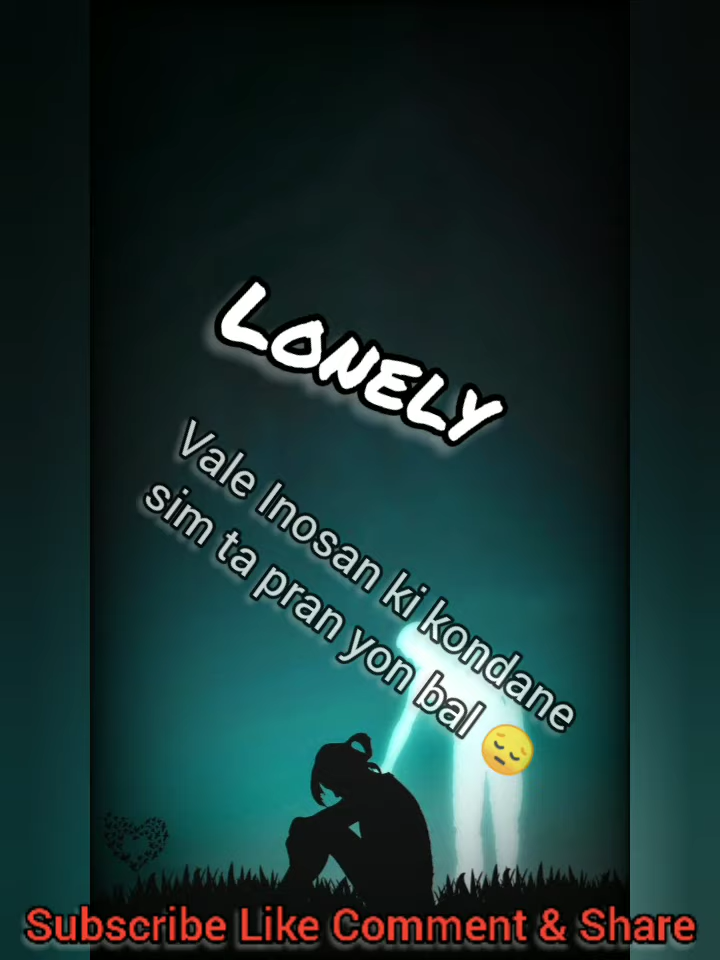 LONELY
Vale Inosan ki kondane
sim ta pran yon bal 😔
Subscribe Like Comment & Share